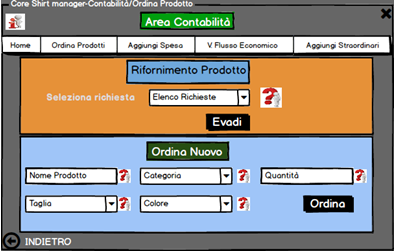 Core Shirt manager-Contabilità/Ordina Prodotto
Area Contabilità
Home Ordina Prodotti Aggiungi Spesa V. Flusso Economico Aggiungi Straordinari
Rifornimento Prodotto
Seleziona richiesta Elenco Richieste
Evadi
Ordina Nuovo
Nome Prodotto Categoria Quantità
Taglia Colore Ordina
INDIETRO